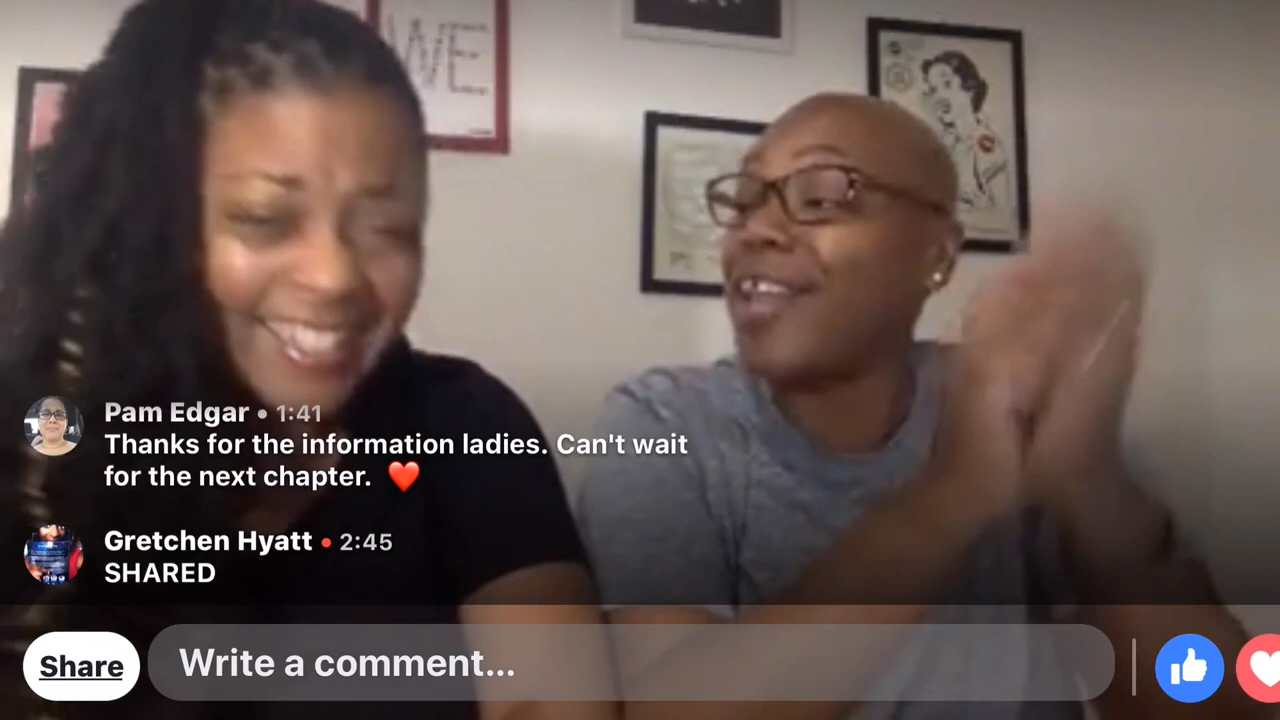 WE
Pam Edgar • 1:41
Thanks for the information ladies. Can't wait
for the next chapter. ❤️
Gretchen Hyatt • 2:45
SHARED
Share
Write a comment...